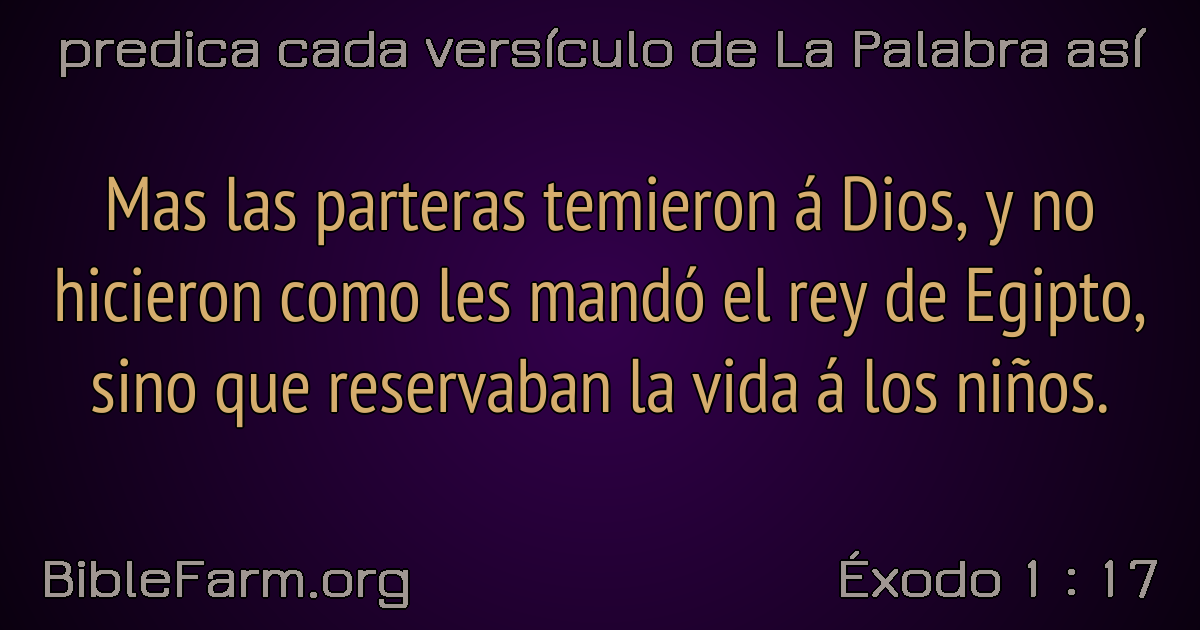 predica cada versículo de La Palabra así
Mas las parteras temieron á Dios, y no
hicieron como les mandó el rey de Egipto,
sino que reservaban la vida á los niños.
BibleFarm.org
Éxodo 1 : 17